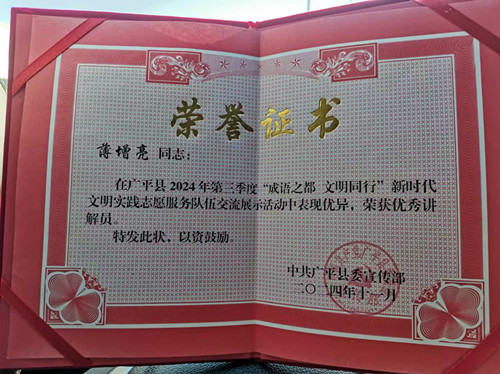 荣誉证书
薄增亮 同志：
在广平县2024年第三季度“成语之都 文明同行”新时代
文明实践志愿服务队伍交流展示活动中表现优异，荣获优秀讲
解员。
特发此状，以资鼓励。
中共广平县委宣传部
二〇二四年十一月